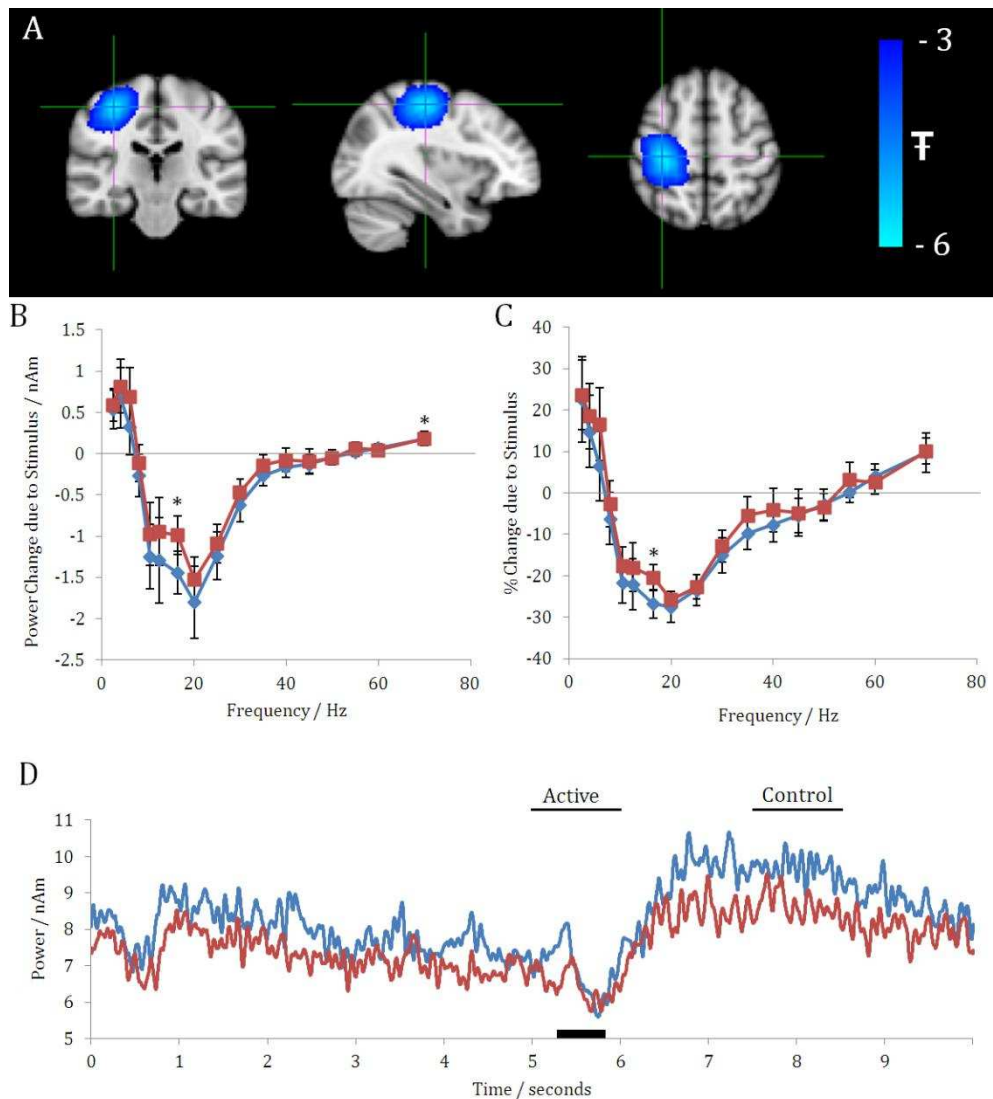 A
- 3
Ŧ
- 6
B
Power Change due to Stimulus / nAm
1.5
1
0.5
0
-0.5
-1
-1.5
-2
-2.5
*
*
0 20 40 60 80
Frequency / Hz
C
% Change due to Stimulus
40
30
20
10
0
-10
-20
-30
-40
*
0 20 40 60 80
Frequency / Hz
D
Active Control
Power / nAm
11
10
9
8
7
6
5
0 1 2 3 4 5 6 7 8 9
Time / seconds